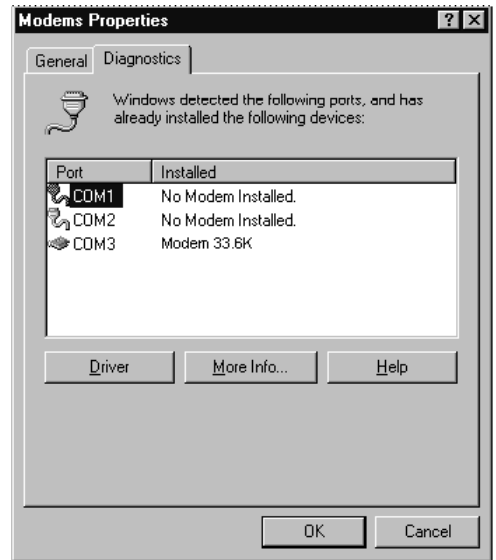 Modems Properties ? ×
General Diagnostics
Windows detected the following ports, and has
already installed the following devices:
Port Installed
COM1 No Modem Installed.
COM2 No Modem Installed.
COM3 Modem 33.6K
Driver More Info... Help
OK Cancel